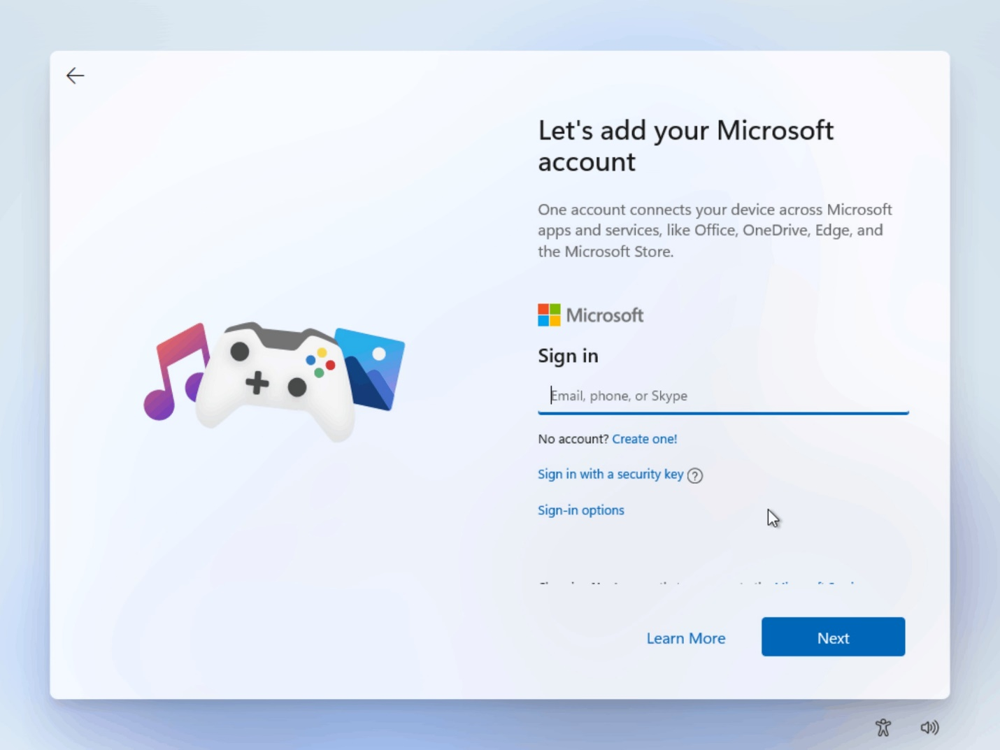 Let's add your Microsoft
account
One account connects your device across Microsoft
apps and services, like Office, OneDrive, Edge, and
the Microsoft Store.
Microsoft
Sign in
Email, phone, or Skype
No account? Create one!
Sign in with a security key
Sign-in options
Learn More
Next